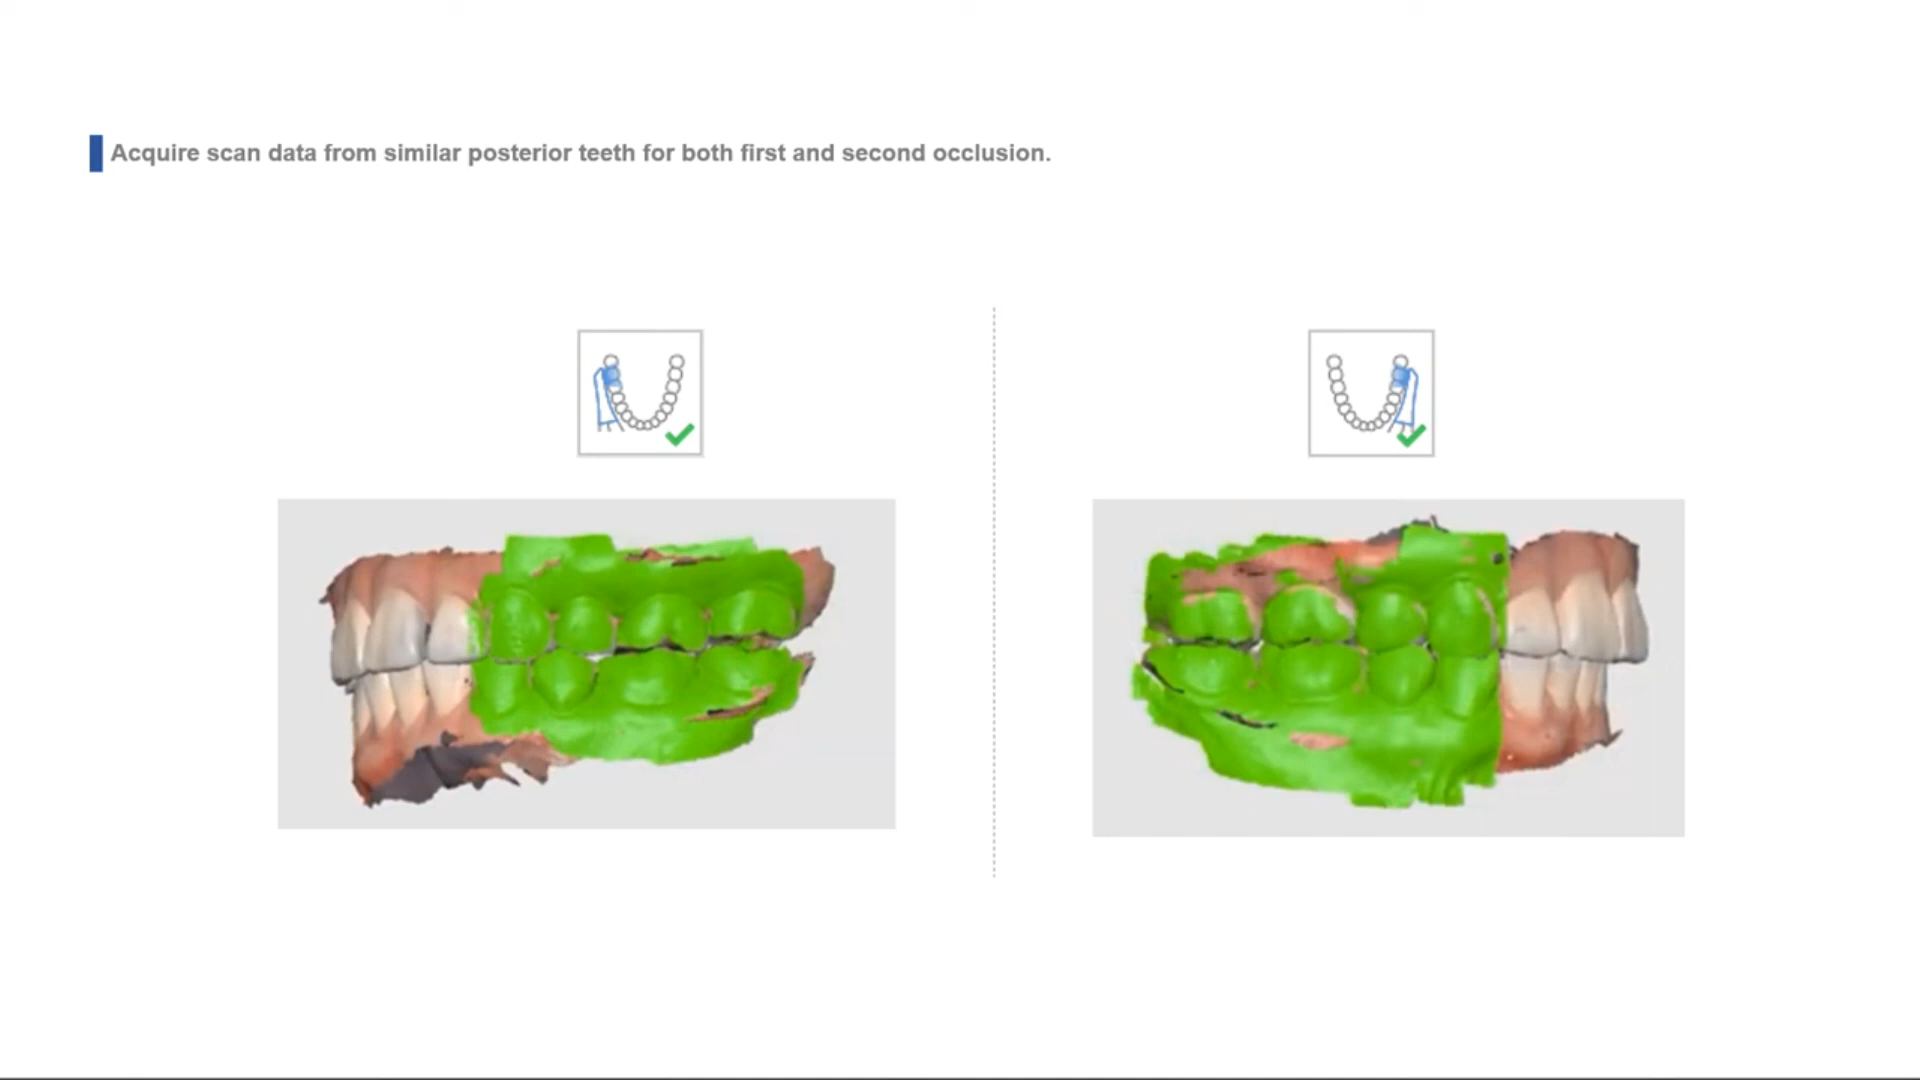 Acquire scan data from similar posterior teeth for both first and second occlusion.